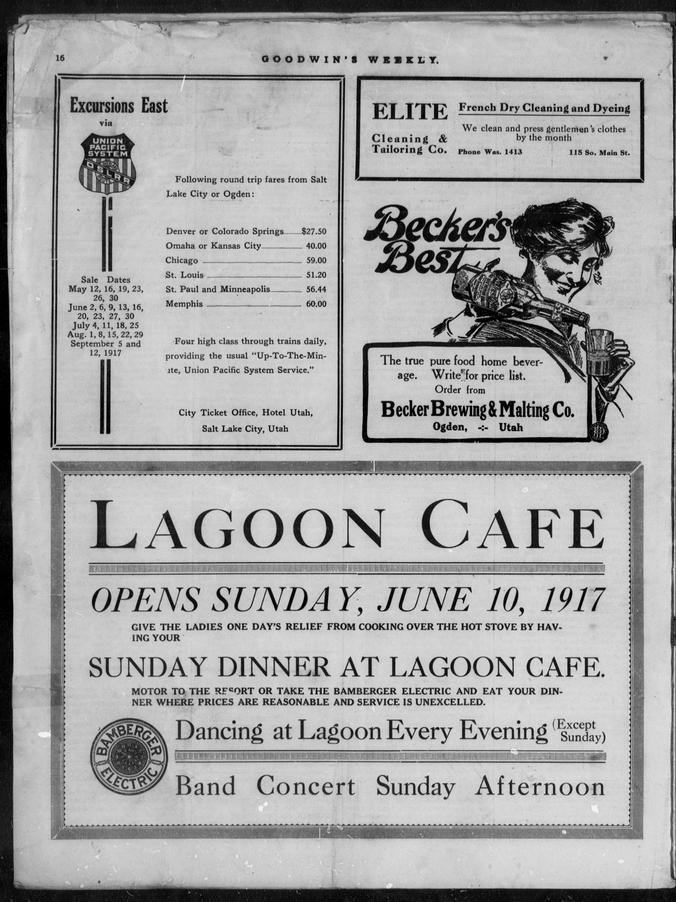 16
GOODWIN'S WEEKLY.
Excursions East
via
UNION
PACIFIC
SYSTEM
Sale Dates
May 12, 16, 19, 23,
26, 30
June 2, 6, 9, 13, 16,
20, 23, 27, 30
July 4, 11, 18, 25
Aug. 1, 8, 15, 22, 29
September 5 and
12, 1917
Following round trip fares from Salt
Lake City or Ogden:
Denver or Colorado Springs $27.50
Omaha or Kansas City 40.00
Chicago 59.00
St. Louis 51.20
St. Paul and Minneapolis 56.44
Memphis 60.00
Four high class through trains daily,
providing the usual "Up-To-The-Min-
ute, Union Pacific System Service."
City Ticket Office, Hotel Utah,
Salt Lake City, Utah
ELITE
Cleaning &
Tailoring Co.
French Dry Cleaning and Dyeing
We clean and press gentlemen's clothes
by the month
Phone Was. 1413 115 So. Main St.
Becker's
Best
The true pure food home bever-
age. Write for price list.
Order from
Becker Brewing & Malting Co.
Ogden, -:- Utah
LAGOON CAFE
OPENS SUNDAY, JUNE 10, 1917
GIVE THE LADIES ONE DAY'S RELIEF FROM COOKING OVER THE HOT STOVE BY HAV-
ING YOUR
SUNDAY DINNER AT LAGOON CAFE.
MOTOR TO THE RESORT OR TAKE THE BAMBERGER ELECTRIC AND EAT YOUR DIN-
NER WHERE PRICES ARE REASONABLE AND SERVICE IS UNEXCELLED.
BAMBERGER
ELECTRIC
Dancing at Lagoon Every Evening (Except
Sunday)
Band Concert Sunday Afternoon